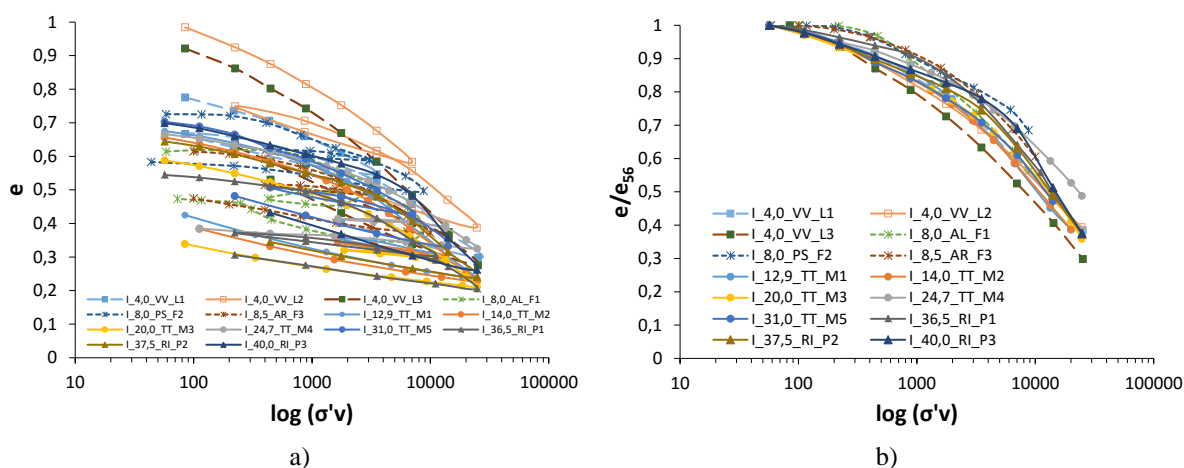 a)
e
1
0,9
0,8
0,7
0,6
0,5
0,4
0,3
0,2
0,1
0
10 100 1000 10000 100000
log (σ'v)
I_4,0_VV_L1 I_4,0_VV_L2 I_4,0_VV_L3 I_8,0_AL_F1
I_8,0_PS_F2 I_8,5_AR_F3 I_12,9_TT_M1 I_14,0_TT_M2
I_20,0_TT_M3 I_24,7_TT_M4 I_31,0_TT_M5 I_36,5_RI_P1
I_37,5_RI_P2 I_40,0_RI_P3
a)
b)
e/e56
1
0,9
0,8
0,7
0,6
0,5
0,4
0,3
0,2
0,1
0
10 100 1000 10000 100000
log (σ'v)
I_4,0_VV_L1 I_4,0_VV_L2
I_4,0_VV_L3 I_8,0_AL_F1
I_8,0_PS_F2 I_8,5_AR_F3
I_12,9_TT_M1 I_14,0_TT_M2
I_20,0_TT_M3 I_24,7_TT_M4
I_31,0_TT_M5 I_36,5_RI_P1
I_37,5_RI_P2 I_40,0_RI_P3
b)